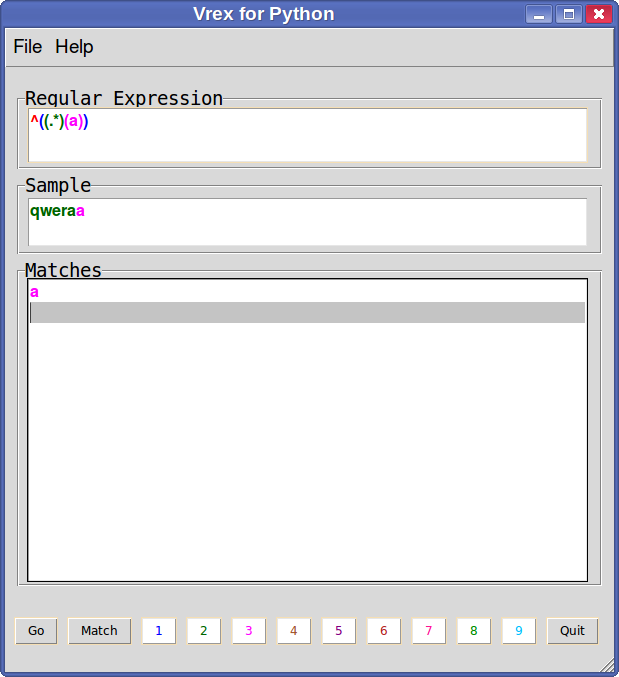 Vrex for Python
File Help
Regular Expression
^((.*)(a))
Sample
qweraa
Matches
a
Go Match 1 2 3 4 5 6 7 8 9 Quit